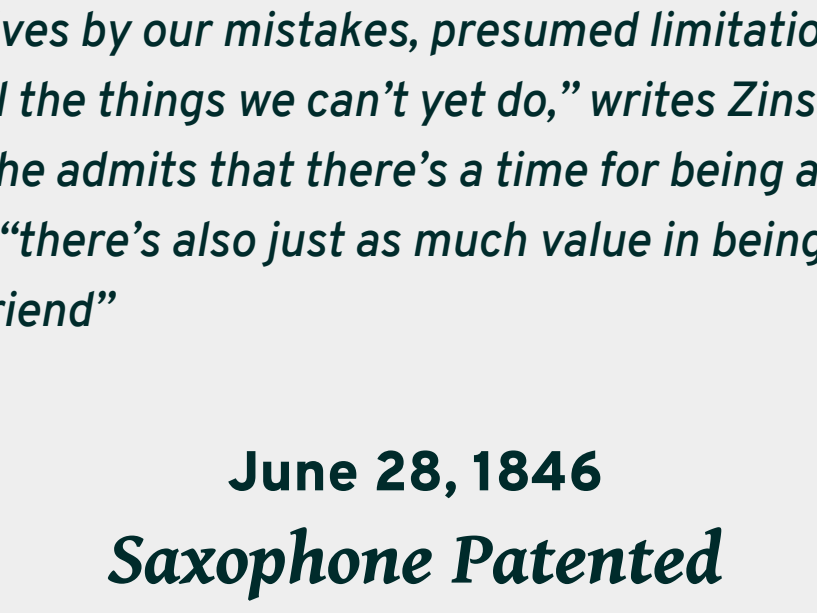 ves by our mistakes, presumed limitatio
the things we can’t yet do,” writes Zins
he admits that there’s a time for being a
“there’s also just as much value in being
riend”
June 28, 1846
Saxophone Patented